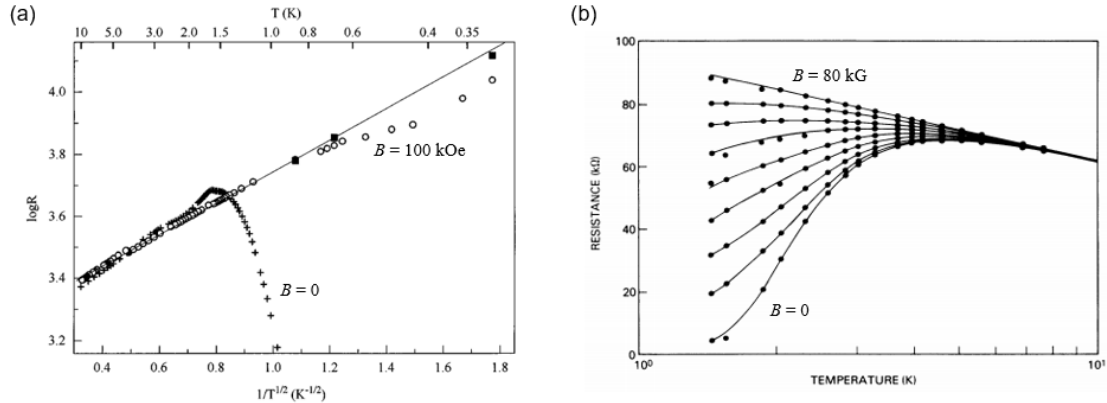 (a)
T (K)
10 5.0 3.0 2.0 1.5 1.0 0.8 0.6 0.4 0.35
logR
4.0
3.8
3.6
3.4
3.2
B = 100 kOe
B = 0
0.4 0.6 0.8 1.0 1.2 1.4 1.6 1.8
1/T^1/2 (K^-1/2)
(b)
RESISTANCE (kΩ)
100
80
60
40
20
0
B = 80 kG
B = 0
10^0 10^1
TEMPERATURE (K)